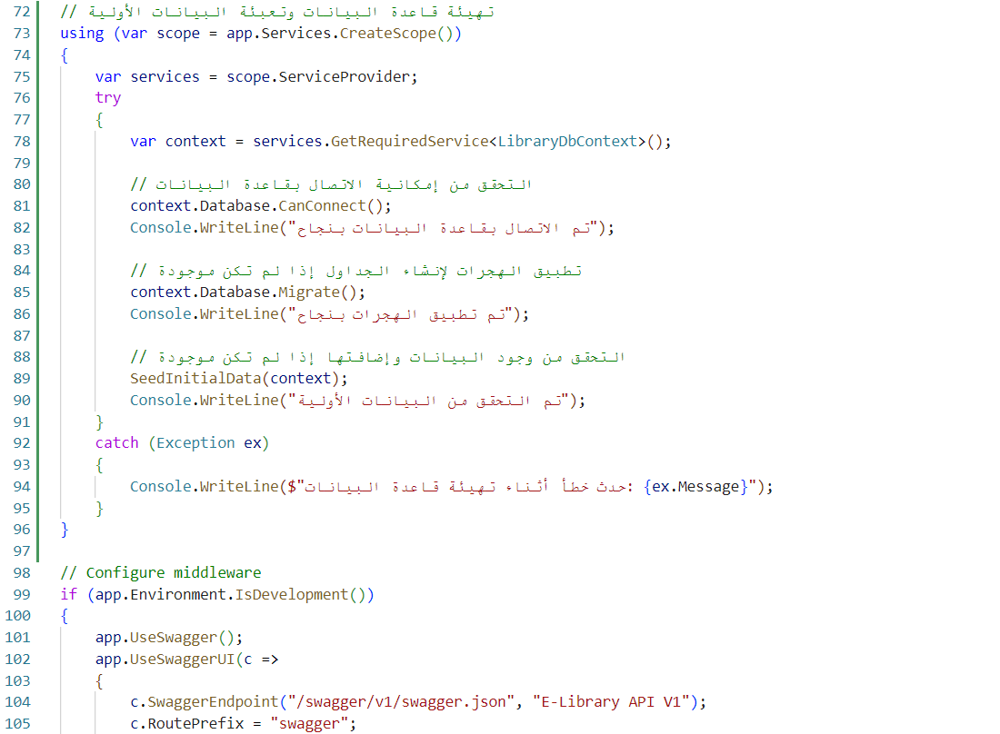 72 // تهيئة قاعدة البيانات وتعبئة البيانات الأولية
73 using (var scope = app.Services.CreateScope())
74 {
75 var services = scope.ServiceProvider;
76 try
77 {
78 var context = services.GetRequiredService<LibraryDbContext>();
79
80 // التحقق من إمكانية الاتصال بقاعدة البيانات
81 context.Database.CanConnect();
82 Console.WriteLine("تم الاتصال بقاعدة البيانات بنجاح");
83
84 // تطبيق الهجرات لإنشاء الجداول إذا لم تكن موجودة
85 context.Database.Migrate();
86 Console.WriteLine("تم تطبيق الهجرات بنجاح");
87
88 // التحقق من وجود البيانات وإضافتها إذا لم تكن موجودة
89 SeedInitialData(context);
90 Console.WriteLine("تم التحقق من البيانات الأولية");
91 }
92 catch (Exception ex)
93 {
94 Console.WriteLine($"حدث خطأ أثناء تهيئة قاعدة البيانات: {ex.Message}");
95 }
96 }
97
98 // Configure middleware
99 if (app.Environment.IsDevelopment())
100 {
101 app.UseSwagger();
102 app.UseSwaggerUI(c =>
103 {
104 c.SwaggerEndpoint("/swagger/v1/swagger.json", "E-Library API V1");
105 c.RoutePrefix = "swagger";